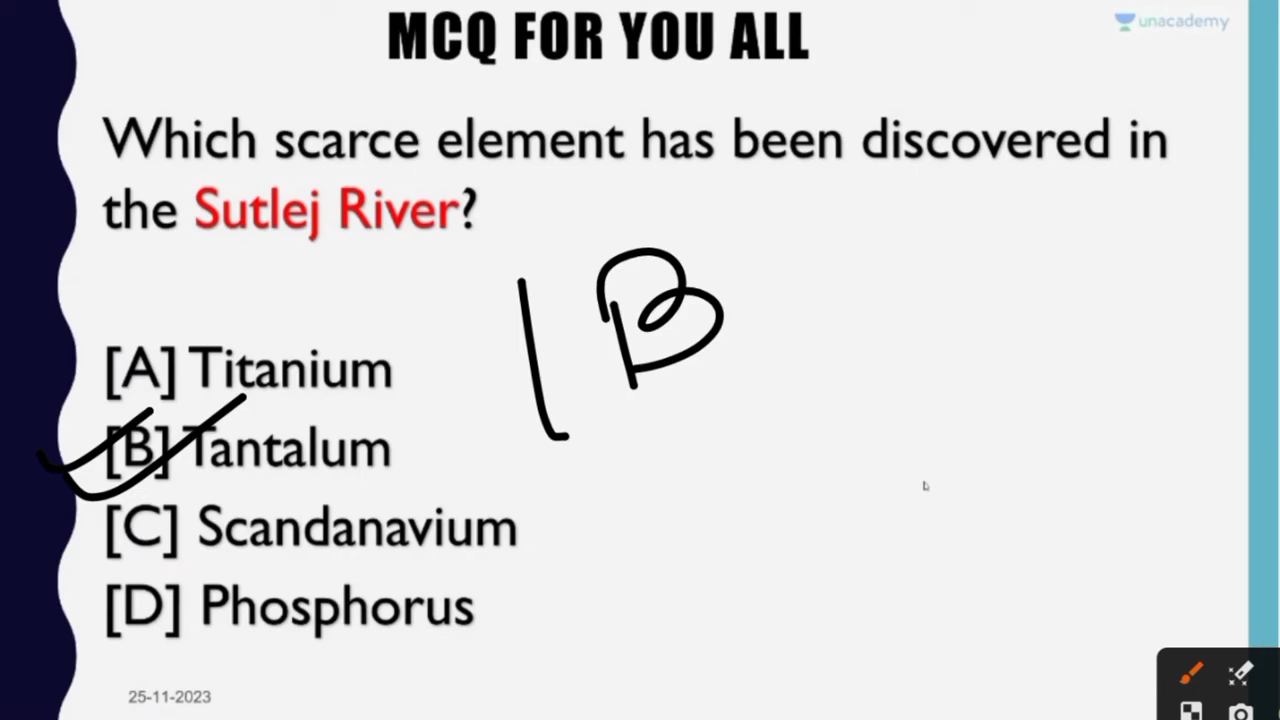 MCQ FOR YOU ALL
unacademy
Which scarce element has been discovered in
the Sutlej River?
1 B
[A] Titanium
[B] Tantalum
[C] Scandanavium
[D] Phosphorus
25-11-2023